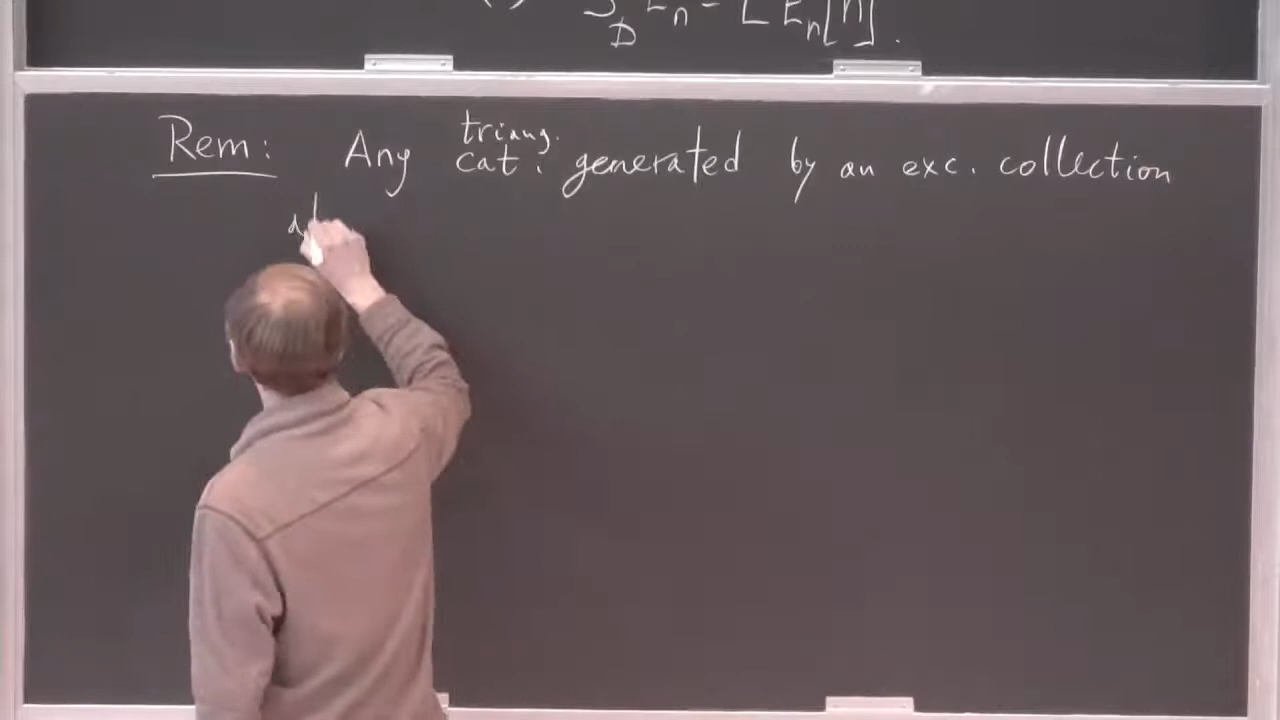 D
Rem: Any triang. cat. generated by an exc. collection